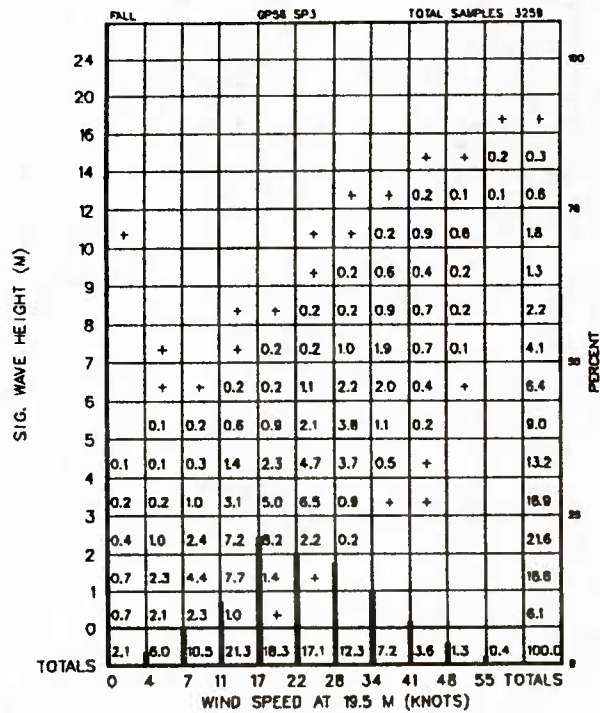 FALL GPS6 SP3 TOTAL SAMPLES 3259
24 100
20
+ +
16
+ + 0.2 0.3
14
+ + 0.2 0.1 0.1 0.6
12 75
+ + + 0.2 0.9 0.6 1.8
10
+ 0.2 0.6 0.4 0.2 1.3
9
+ + 0.2 0.2 0.9 0.7 0.2 2.2
8
+ + 0.2 0.2 1.0 1.9 0.7 0.1 4.1
7 50
+ + 0.2 0.2 1.1 2.2 2.0 0.4 + 6.4
6
0.1 0.2 0.6 0.9 2.1 3.8 1.1 0.2 9.0
5
0.1 0.1 0.3 1.4 2.3 4.7 3.7 0.5 + 13.2
4
0.2 0.2 1.0 3.1 5.0 6.5 0.9 + + 16.9
3 25
0.4 1.0 2.4 7.2 8.2 2.2 0.2 21.6
2
0.7 2.3 4.4 7.7 1.4 + 16.6
1
0.7 2.1 2.3 1.0 + 6.1
0
2.1 6.0 10.5 21.3 18.3 17.1 12.3 7.2 3.6 1.3 0.4 100.0
TOTALS 0
0 4 7 11 17 22 28 34 41 48 55 TOTALS
WIND SPEED AT 19.5 M (KNOTS)
SIG. WAVE HEIGHT (M)
PERCENT